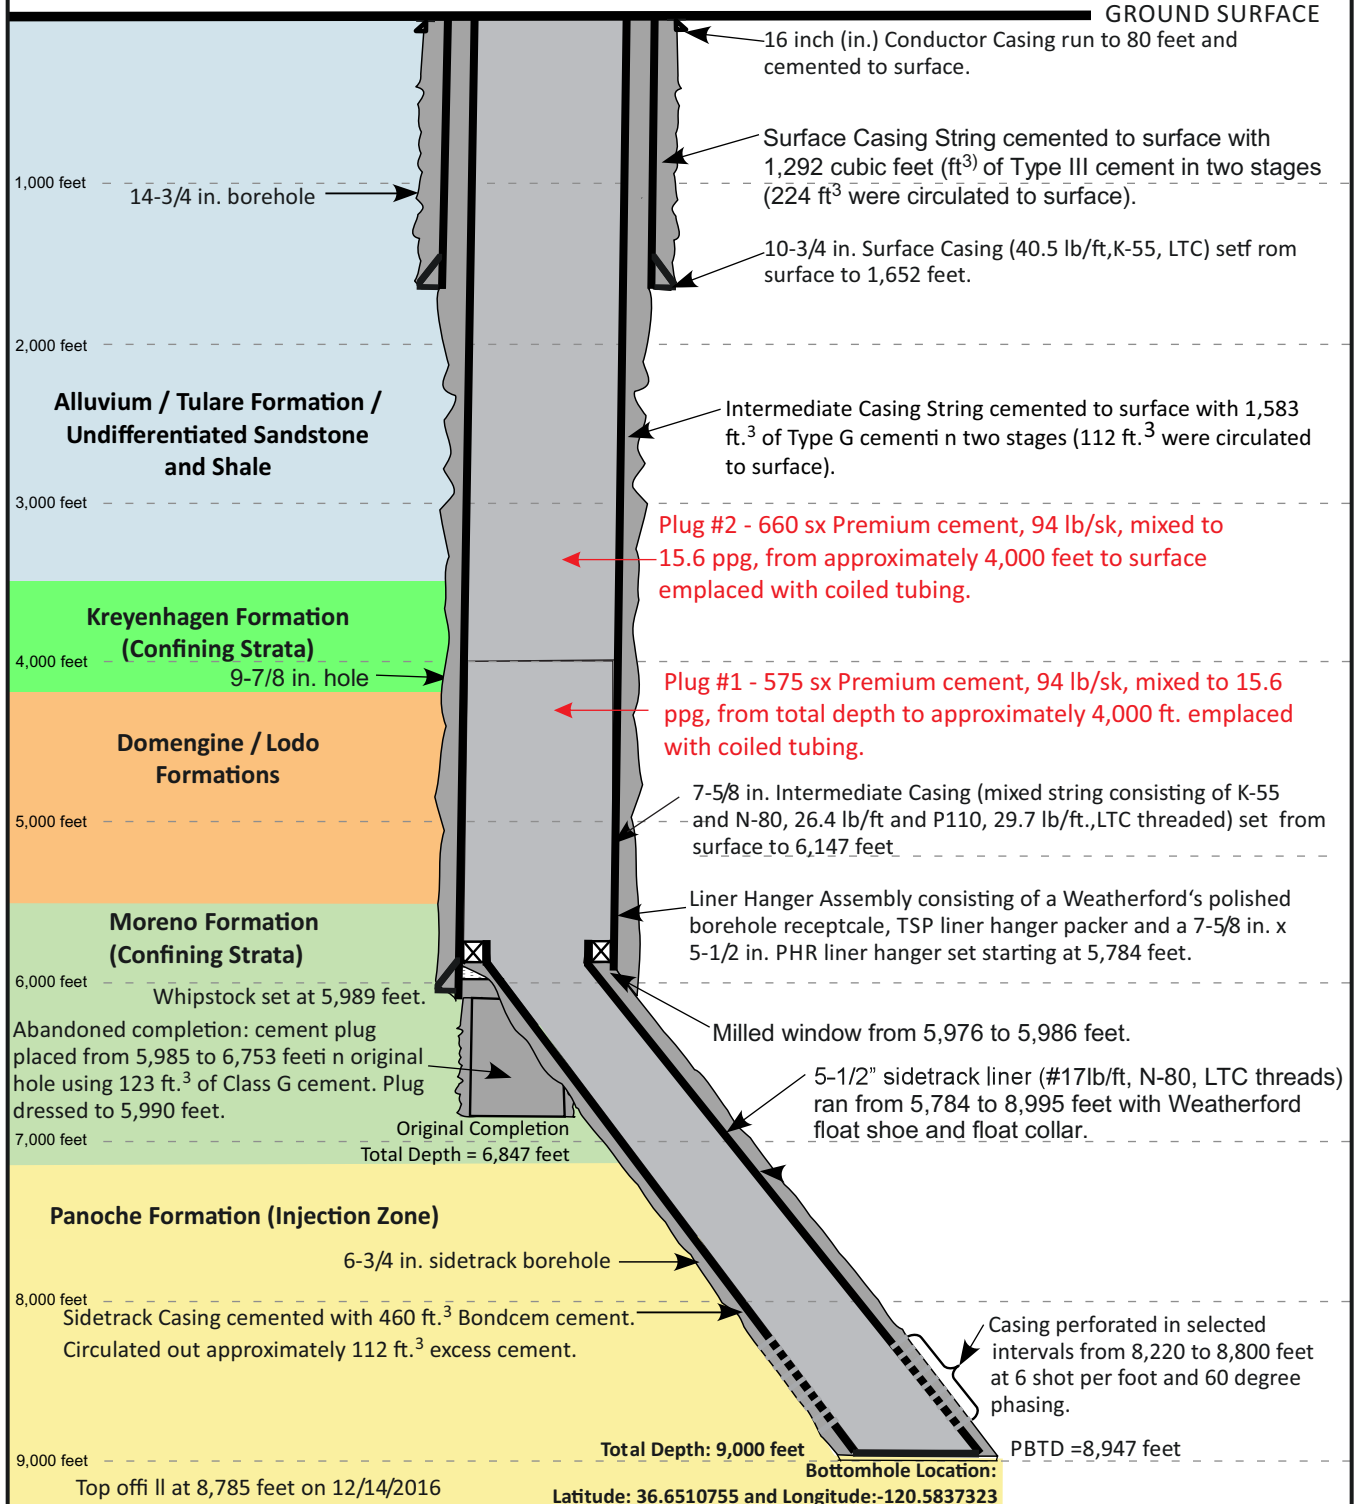 GROUND SURFACE
16 inch (in.) Conductor Casing run to 80 feet and
cemented to surface.
Surface Casing String cemented to surface with
1,292 cubic feet (ft³⁾ of Type III cement in two stages
(224 ft³ were circulated to surface).
1,000 feet
14-3/4 in. borehole
10-3/4 in. Surface Casing (40.5 lb/ft,K-55, LTC) setf rom
surface to 1,652 feet.
2,000 feet
Alluvium / Tulare Formation /
Undifferentiated Sandstone
and Shale
Intermediate Casing String cemented to surface with 1,583
ft.³ of Type G cementi n two stages (112 ft.³ were circulated
to surface).
3,000 feet
Plug #2 - 660 sx Premium cement, 94 lb/sk, mixed to
15.6 ppg, from approximately 4,000 feet to surface
emplaced with coiled tubing.
Kreyenhagen Formation
(Confining Strata)
4,000 feet
9-7/8 in. hole
Plug #1 - 575 sx Premium cement, 94 lb/sk, mixed to 15.6
ppg, from total depth to approximately 4,000 ft. emplaced
with coiled tubing.
Domengine / Lodo
Formations
7-5/8 in. Intermediate Casing (mixed string consisting of K-55
and N-80, 26.4 lb/ft and P110, 29.7 lb/ft.,LTC threaded) set from
surface to 6,147 feet
5,000 feet
Liner Hanger Assembly consisting of a Weatherford‘s polished
borehole receptcale, TSP liner hanger packer and a 7-5/8 in. x
5-1/2 in. PHR liner hanger set starting at 5,784 feet.
Moreno Formation
(Confining Strata)
6,000 feet
Whipstock set at 5,989 feet.
Abandoned completion: cement plug
placed from 5,985 to 6,753 feeti n original
hole using 123 ft.³ of Class G cement. Plug
dressed to 5,990 feet.
Milled window from 5,976 to 5,986 feet.
5-1/2” sidetrack liner (#17lb/ft, N-80, LTC threads)
ran from 5,784 to 8,995 feet with Weatherford
float shoe and float collar.
Original Completion
Total Depth = 6,847 feet
7,000 feet
Panoche Formation (Injection Zone)
6-3/4 in. sidetrack borehole
8,000 feet
Sidetrack Casing cemented with 460 ft.³ Bondcem cement.
Circulated out approximately 112 ft.³ excess cement.
Casing perforated in selected
intervals from 8,220 to 8,800 feet
at 6 shot per foot and 60 degree
phasing.
Total Depth: 9,000 feet
PBTD =8,947 feet
9,000 feet
Top offi ll at 8,785 feet on 12/14/2016
Bottomhole Location:
Latitude: 36.6510755 and Longitude:-120.5837323